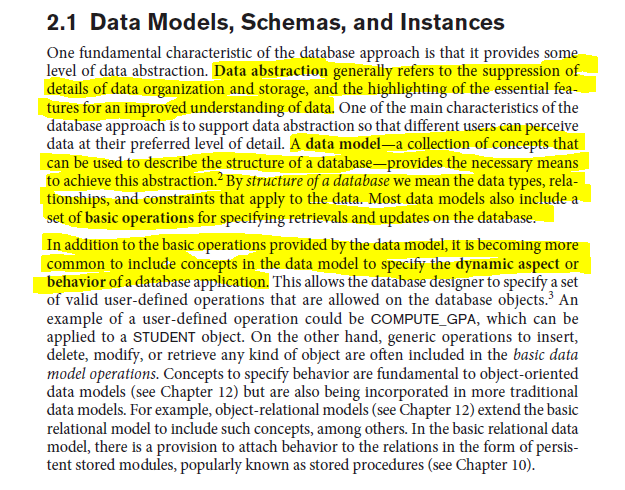 2.1 Data Models, Schemas, and Instances
One fundamental characteristic of the database approach is that it provides some
level of data abstraction. Data abstraction generally refers to the suppression of
details of data organization and storage, and the highlighting of the essential fea-
tures for an improved understanding of data. One of the main characteristics of the
database approach is to support data abstraction so that different users can perceive
data at their preferred level of detail. A data model—a collection of concepts that
can be used to describe the structure of a database—provides the necessary means
to achieve this abstraction.2 By structure of a database we mean the data types, rela-
tionships, and constraints that apply to the data. Most data models also include a
set of basic operations for specifying retrievals and updates on the database.
In addition to the basic operations provided by the data model, it is becoming more
common to include concepts in the data model to specify the dynamic aspect or
behavior of a database application. This allows the database designer to specify a set
of valid user-defined operations that are allowed on the database objects.3 An
example of a user-defined operation could be COMPUTE_GPA, which can be
applied to a STUDENT object. On the other hand, generic operations to insert,
delete, modify, or retrieve any kind of object are often included in the basic data
model operations. Concepts to specify behavior are fundamental to object-oriented
data models (see Chapter 12) but are also being incorporated in more traditional
data models. For example, object-relational models (see Chapter 12) extend the basic
relational model to include such concepts, among others. In the basic relational data
model, there is a provision to attach behavior to the relations in the form of persis-
tent stored modules, popularly known as stored procedures (see Chapter 10).